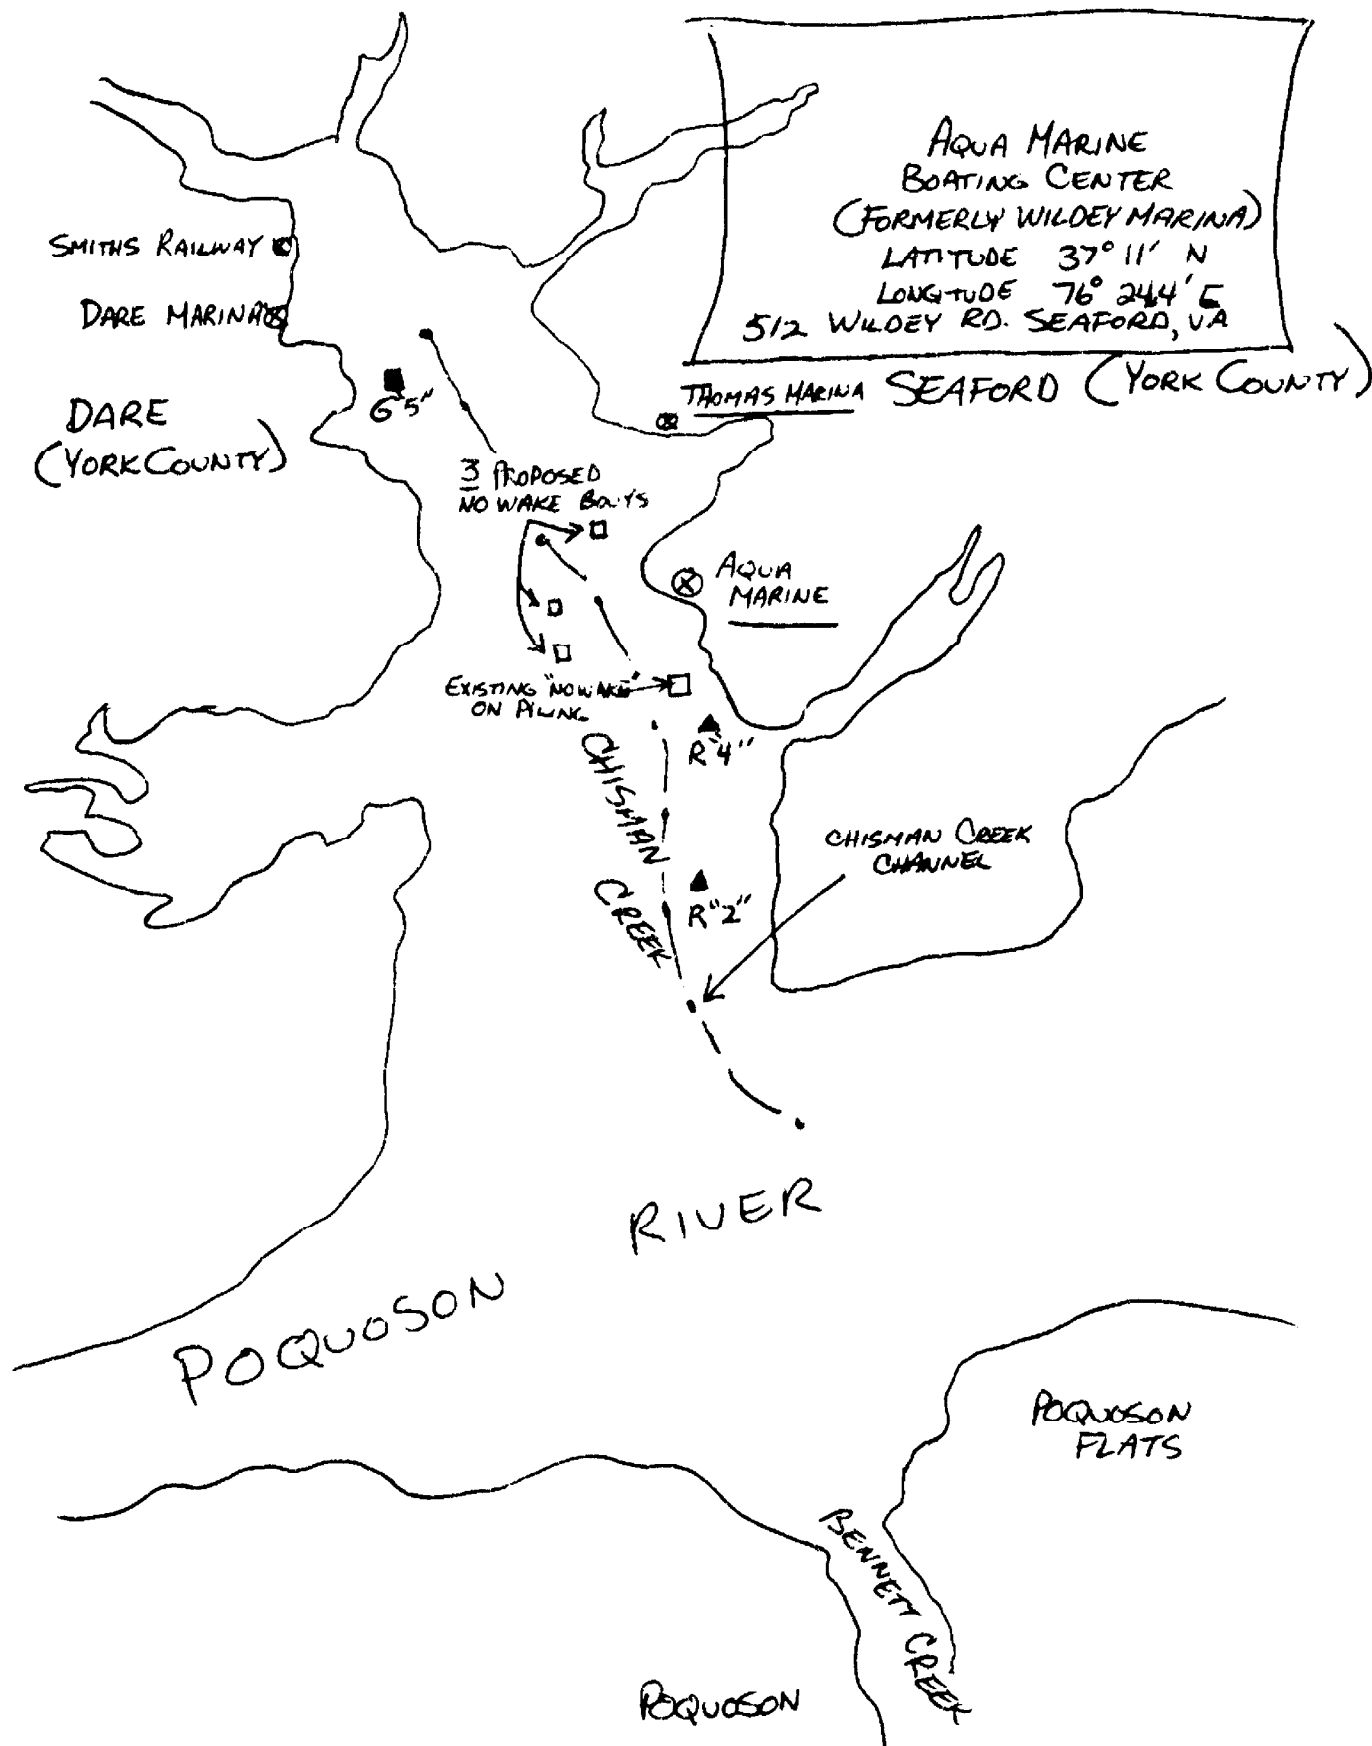 AQUA MARINE
BOATING CENTER
(FORMERLY WILDEY MARINA)
LATITUDE 37° 11' N
LONGITUDE 76° 24.4' E
512 WILDEY RD. SEAFORD, VA
SMITHS RAILWAY
DARE MARINA
THOMAS MARINA
SEAFORD (YORK COUNTY)
G"5"
DARE
(YORK COUNTY)
3 PROPOSED
NO WAKE BOUYS
AQUA
MARINE
EXISTING "NO WAKE"
ON PILING
R"4"
CHISMAN
CREEK
CHISMAN CREEK
CHANNEL
R"2"
RIVER
POQUOSON
POQUOSON
FLATS
BENNETT CREEK
POQUOSON